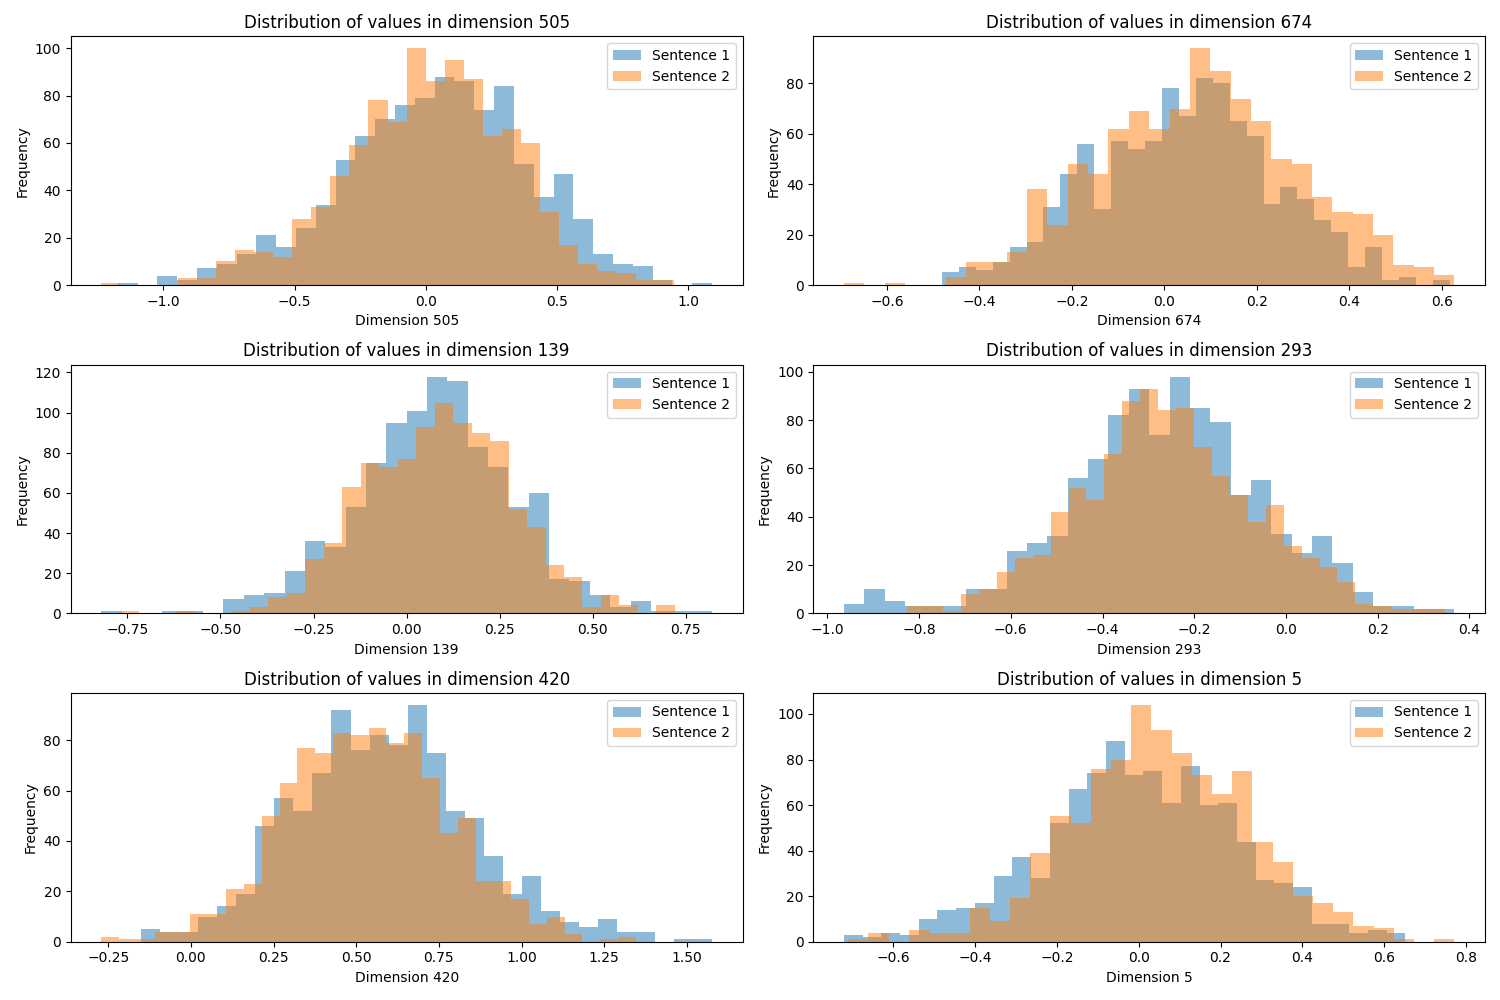 Distribution of values in dimension 505
Sentence 1
Sentence 2
Frequency
100
80
60
40
20
0
−1.0
−0.5
0.0
0.5
1.0
Dimension 505
Distribution of values in dimension 674
Sentence 1
Sentence 2
Frequency
80
60
40
20
0
−0.6
−0.4
−0.2
0.0
0.2
0.4
0.6
Dimension 674
Distribution of values in dimension 139
Sentence 1
Sentence 2
Frequency
120
100
80
60
40
20
0
−0.75
−0.50
−0.25
0.00
0.25
0.50
0.75
Dimension 139
Distribution of values in dimension 293
Sentence 1
Sentence 2
Frequency
100
80
60
40
20
0
−1.0
−0.8
−0.6
−0.4
−0.2
0.0
0.2
0.4
Dimension 293
Distribution of values in dimension 420
Sentence 1
Sentence 2
Frequency
80
60
40
20
0
−0.25
0.00
0.25
0.50
0.75
1.00
1.25
1.50
Dimension 420
Distribution of values in dimension 5
Sentence 1
Sentence 2
Frequency
100
80
60
40
20
0
−0.6
−0.4
−0.2
0.0
0.2
0.4
0.6
0.8
Dimension 5